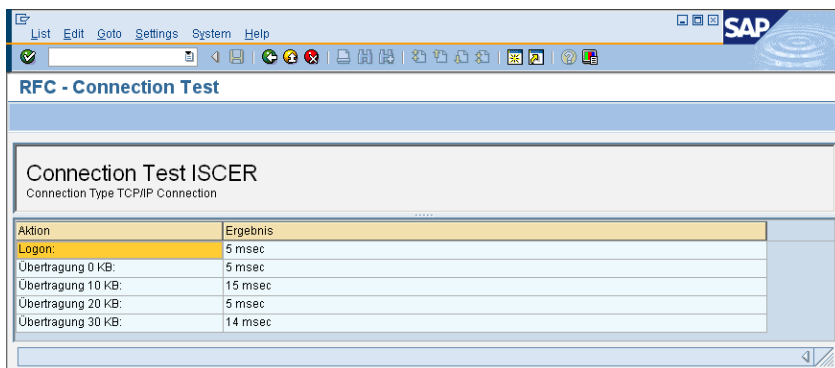 List Edit Goto Settings System Help
SAP
RFC - Connection Test
Connection Test ISCER
Connection Type TCP/IP Connection
Aktion Ergebnis
Logon: 5 msec
Übertragung 0 KB: 5 msec
Übertragung 10 KB: 15 msec
Übertragung 20 KB: 5 msec
Übertragung 30 KB: 14 msec